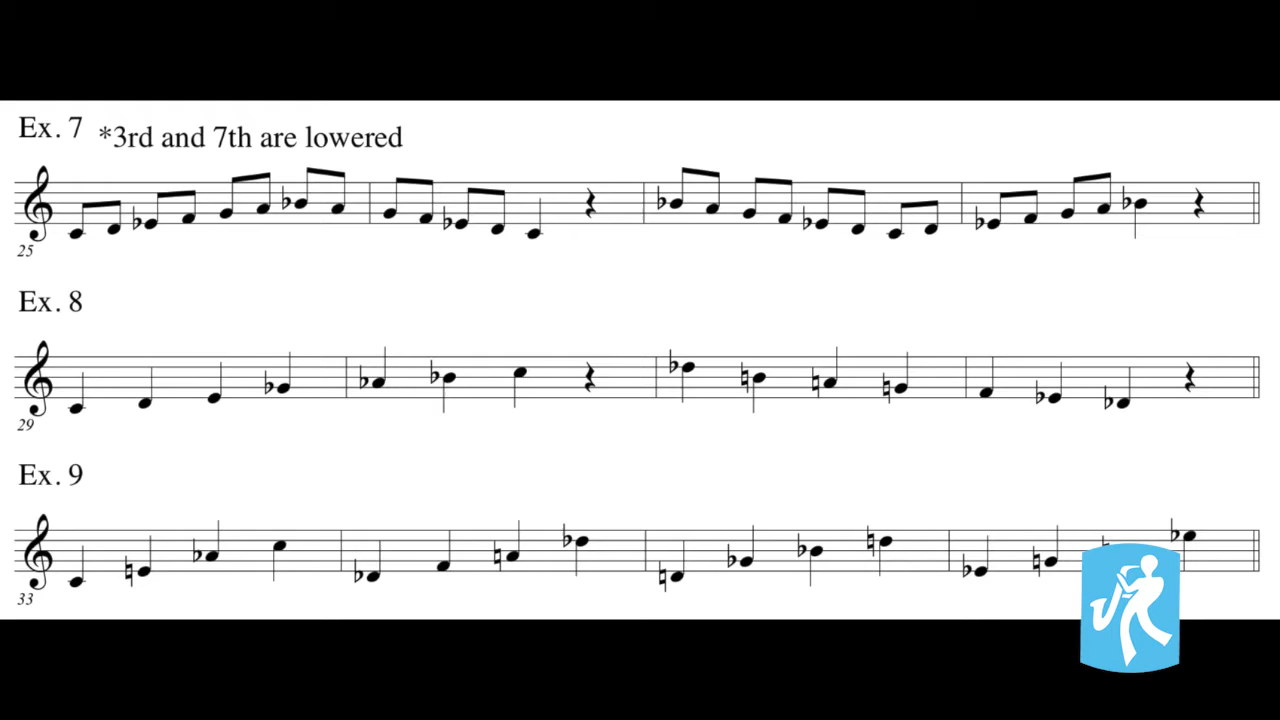 Ex. 7 *3rd and 7th are lowered
25
Ex. 8
29
Ex. 9
33